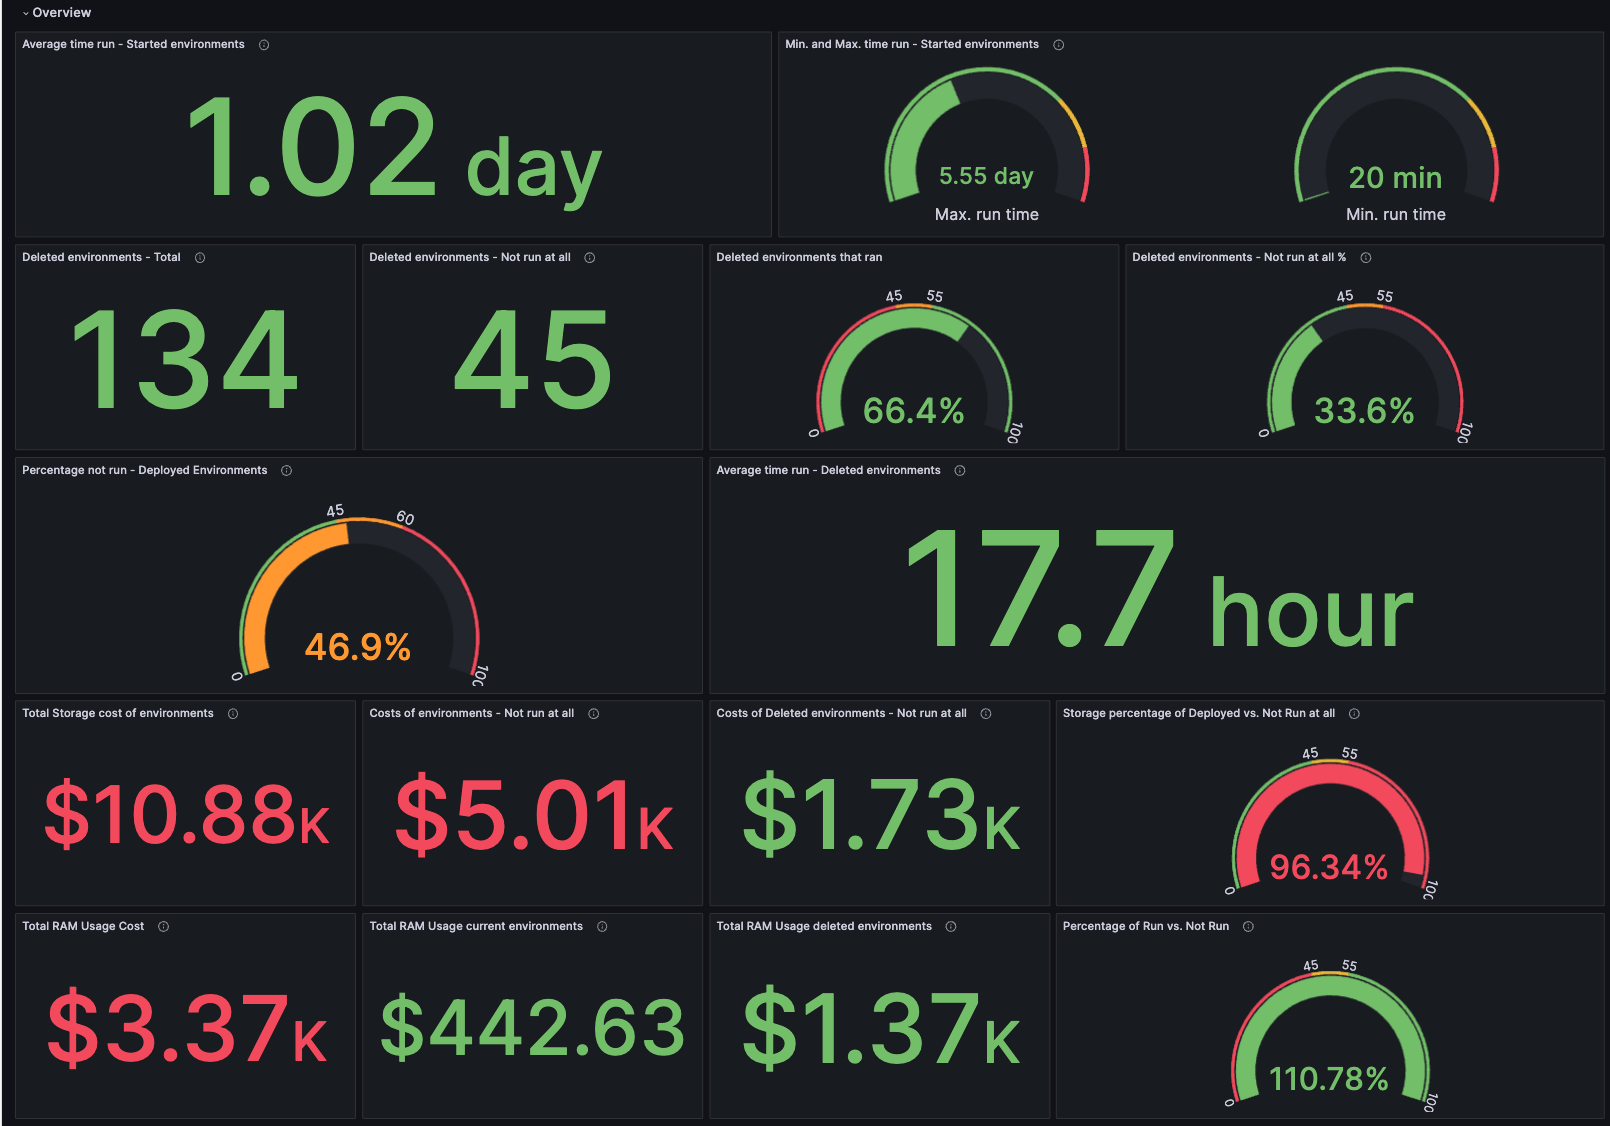 Overview
Average time run - Started environments
1.02 day
Min. and Max. time run - Started environments
5.55 day
Max. run time
20 min
Min. run time
Deleted environments - Total
134
Deleted environments - Not run at all
45
Deleted environments that ran
45 55
66.4%
0 100
Deleted environments - Not run at all %
45 55
33.6%
0 100
Percentage not run - Deployed Environments
45 60
46.9%
0 100
Average time run - Deleted environments
17.7 hour
Total Storage cost of environments
$10.88K
Costs of environments - Not run at all
$5.01K
Costs of Deleted environments - Not run at all
$1.73K
Storage percentage of Deployed vs. Not Run at all
45 55
96.34%
0 100
Total RAM Usage Cost
$3.37K
Total RAM Usage current environments
$442.63
Total RAM Usage deleted environments
$1.37K
Percentage of Run vs. Not Run
45 55
110.78%
0 100